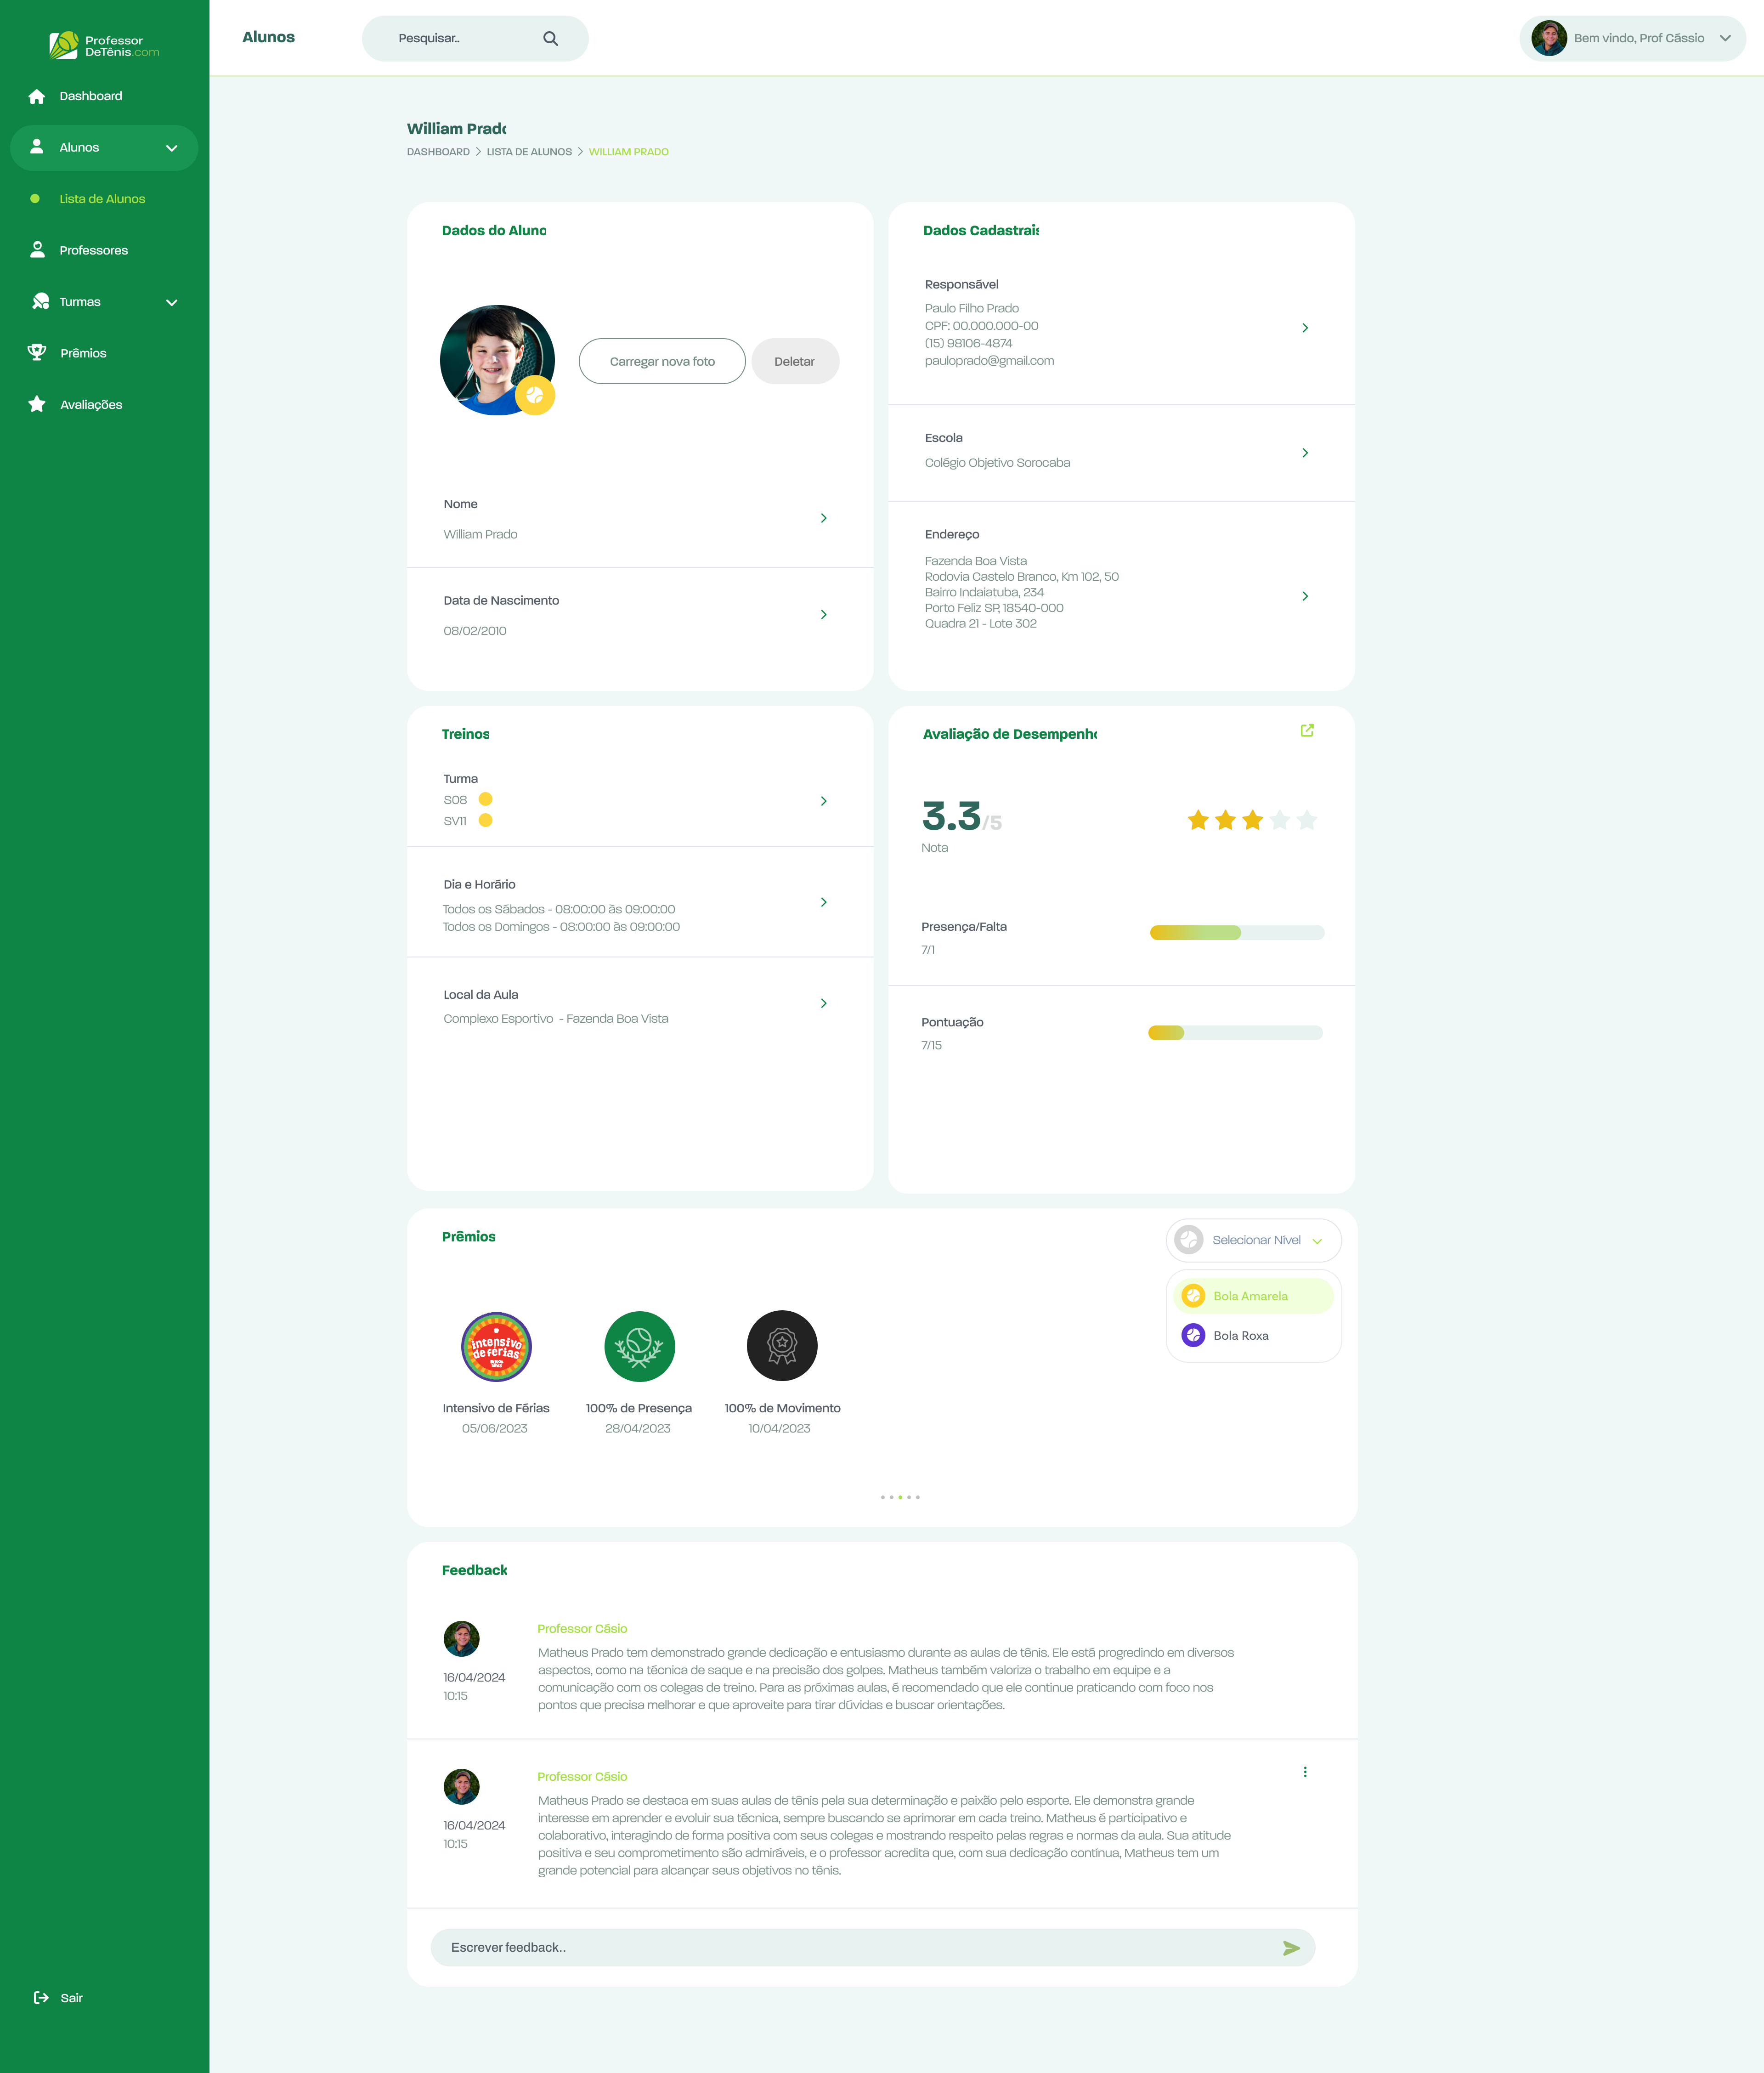 Professor
DeTênis.com
Dashboard
Alunos
Lista de Alunos
Professores
Turmas
Prêmios
Avaliações
Sair
Alunos
Pesquisar..
Bem vindo, Prof Cássio
William Prado
DASHBOARD > LISTA DE ALUNOS > WILLIAM PRADO
Dados do Aluno
Carregar nova foto
Deletar
Nome
William Prado
Data de Nascimento
08/02/2010
Dados Cadastrais
Responsável
Paulo Filho Prado
CPF: 00.000.000-00
(15) 98106-4874
pauloprado@gmail.com
Escola
Colégio Objetivo Sorocaba
Endereço
Fazenda Boa Vista
Rodovia Castelo Branco, Km 102, 50
Bairro Indaiatuba, 234
Porto Feliz SP, 18540-000
Quadra 21 - Lote 302
Treinos
Turma
S08
SV11
Dia e Horário
Todos os Sábados - 08:00:00 às 09:00:00
Todos os Domingos - 08:00:00 às 09:00:00
Local da Aula
Complexo Esportivo - Fazenda Boa Vista
Avaliação de Desempenho
3.3/5
Nota
Presença/Falta
7/1
Pontuação
7/15
Prêmios
Selecionar Nível
Bola Amarela
Bola Roxa
intensivo
de férias
Intensivo de Férias
05/06/2023
100% de Presença
28/04/2023
100% de Movimento
10/04/2023
Feedback
Professor Cásio
16/04/2024
10:15
Matheus Prado tem demonstrado grande dedicação e entusiasmo durante as aulas de tênis. Ele está progredindo em diversos
aspectos, como na técnica de saque e na precisão dos golpes. Matheus também valoriza o trabalho em equipe e a
comunicação com os colegas de treino. Para as próximas aulas, é recomendado que ele continue praticando com foco nos
pontos que precisa melhorar e que aproveite para tirar dúvidas e buscar orientações.
Professor Cásio
16/04/2024
10:15
Matheus Prado se destaca em suas aulas de tênis pela sua determinação e paixão pelo esporte. Ele demonstra grande
interesse em aprender e evoluir sua técnica, sempre buscando se aprimorar em cada treino. Matheus é participativo e
colaborativo, interagindo de forma positiva com seus colegas e mostrando respeito pelas regras e normas da aula. Sua atitude
positiva e seu comprometimento são admiráveis, e o professor acredita que, com sua dedicação contínua, Matheus tem um
grande potencial para alcançar seus objetivos no tênis.
Escrever feedback..